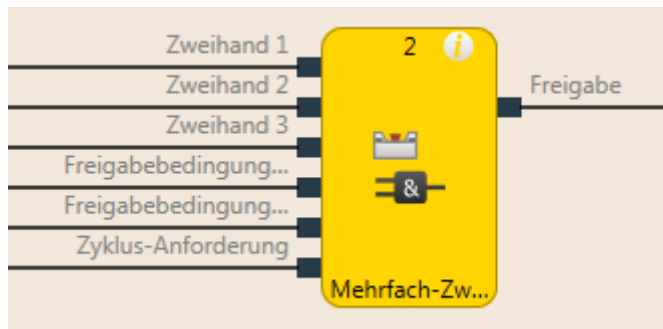 Zweihand 1
Zweihand 2
Zweihand 3
Freigabebedingung...
Freigabebedingung...
Zyklus-Anforderung
2 i
&
Mehrfach-Zw...
Freigabe